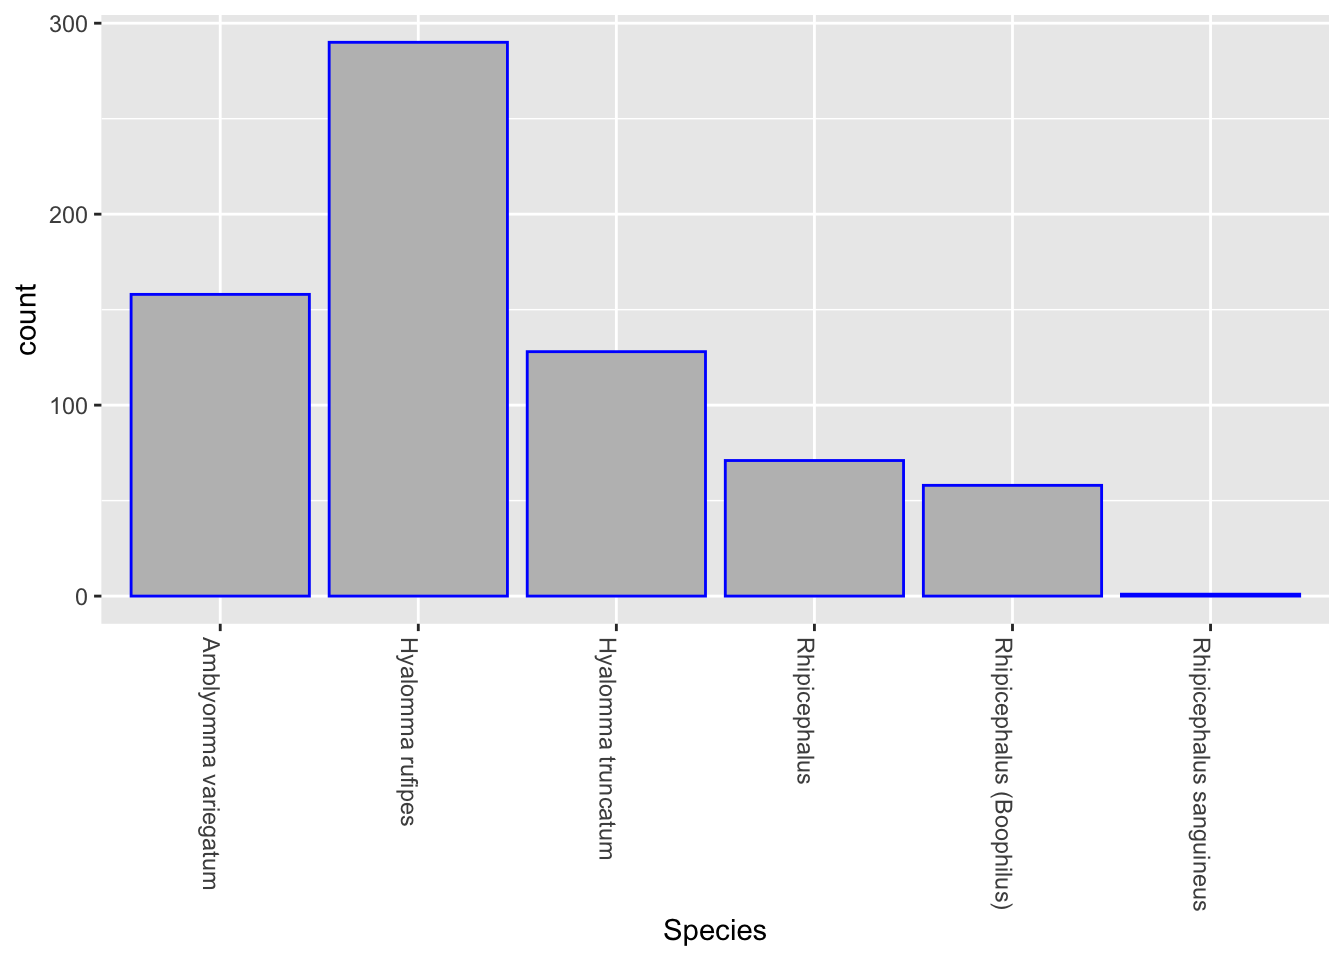 count
300
200
100
0
Amblyomma variegatum
Hyalomma rufipes
Hyalomma truncatum
Rhipicephalus
Rhipicephalus (Boophilus)
Rhipicephalus sanguineus
Species